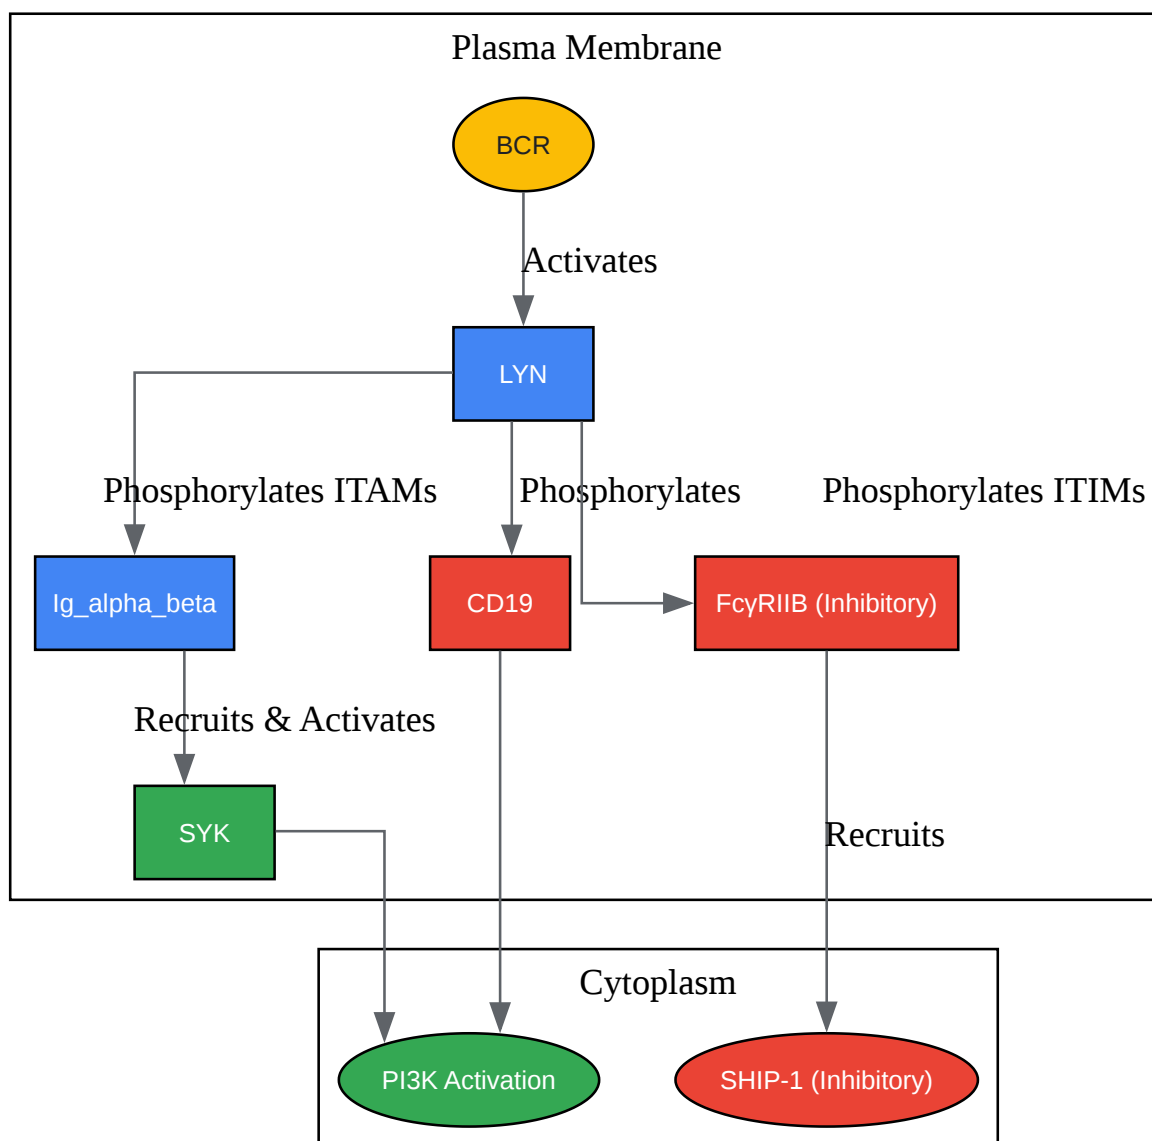 Plasma Membrane
BCR
Activates
LYN
Phosphorylates ITAMs
Phosphorylates
Phosphorylates ITIMs
Ig_alpha_beta
CD19
FcγRIIB (Inhibitory)
Recruits & Activates
SYK
Recruits
Cytoplasm
PI3K Activation
SHIP-1 (Inhibitory)